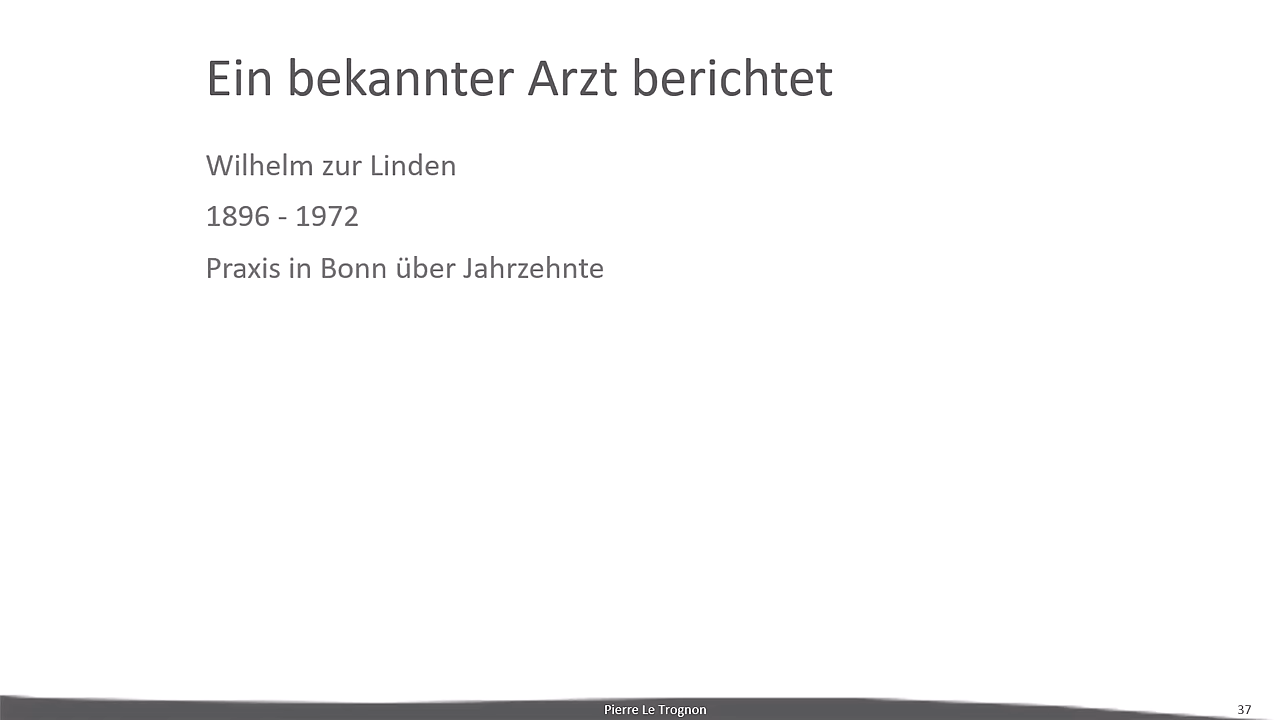 Ein bekannter Arzt berichtet
Wilhelm zur Linden
1896 - 1972
Praxis in Bonn über Jahrzehnte
Pierre Le Trognon
37